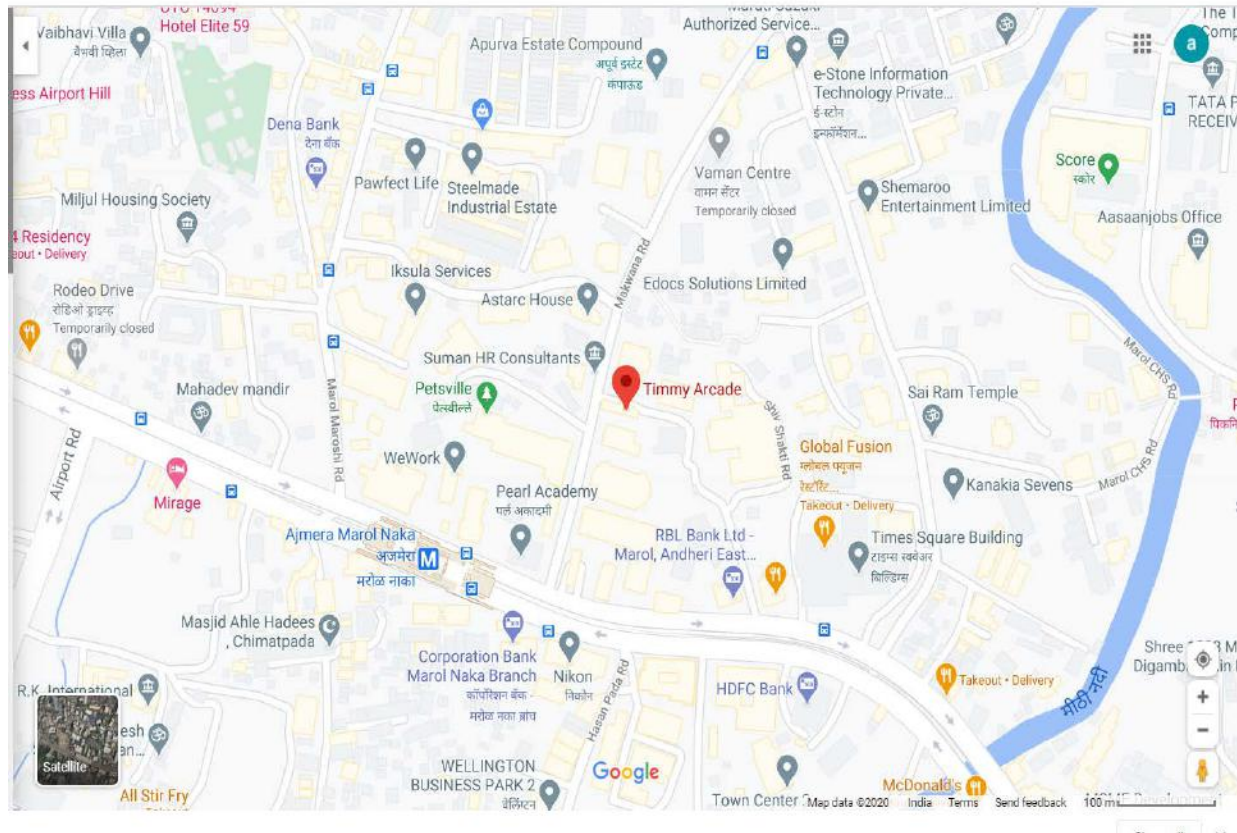 Hotel Elite 59
Vaibhavi Villa
वैभवी व्हिला
Authorized Service...
Apurva Estate Compound
अपूर्व इस्टेट
कंपाऊंड
e-Stone Information
Technology Private...
ई-स्टोन
इन्फॉर्मेशन...
a
ess Airport Hill
TATA P
RECEIV
Dena Bank
देना बँक
Pawfect Life
Steelmade
Industrial Estate
Vaman Centre
वामन सेंटर
Temporarily closed
Score
स्कोर
Shemaroo
Entertainment Limited
Miljul Housing Society
Aasaanjobs Office
4 Residency
eout • Delivery
Iksula Services
Makwana Rd
Edocs Solutions Limited
Astarc House
Rodeo Drive
रोडिओ ड्राइव्ह
Temporarily closed
Suman HR Consultants
Marol CHS Rd
Mahadev mandir
Marol Maroshi Rd
Petsville
पेत्सवील्ले
Timmy Arcade
Sai Ram Temple
Shiv Shakti Rd
Airport Rd
WeWork
Global Fusion
ग्लोबल फ्यूजन
रेस्टॉरेंट...
Takeout • Delivery
Kanakia Sevens
Marol CHS Rd
Mirage
Pearl Academy
पर्ल अकादमी
Ajmera Marol Naka
अजमेरा
मरोळ नाका
M
RBL Bank Ltd -
Marol, Andheri East...
Times Square Building
टाइम्स स्क्वेअर
बिल्डिंग्स
Masjid Ahle Hadees
, Chimatpada
Corporation Bank
Marol Naka Branch
कॉर्पोरेशन बँक -
मरोळ नका ब्रांच
Nikon
निकॉन
Hasan Pada Rd
HDFC Bank
Takeout • Delivery
मीठी नदी
Shree
Digamb
R.K. International
Satellite
WELLINGTON
BUSINESS PARK 2
वेलिंग्टन
Google
All Stir Fry
Town Center
McDonald's
Map data ©2020 India Terms Send feedback 100 m